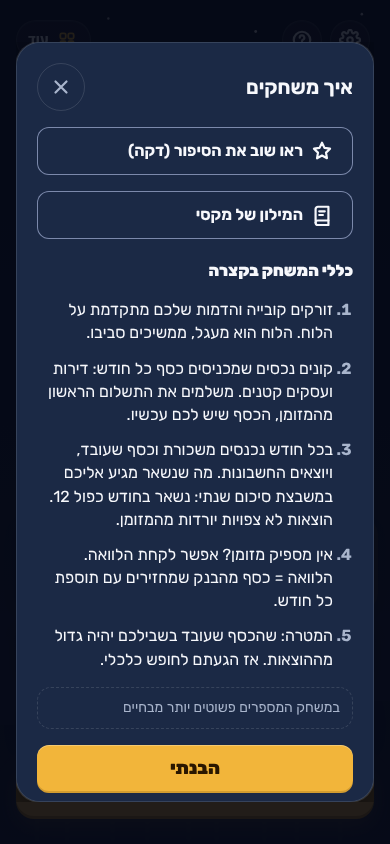 עוד
איך משחקים
ראו שוב את הסיפור (דקה)
המילון של מקסי
כללי המשחק בקצרה
1. זורקים קובייה והדמות שלכם מתקדמת על
הלוח. הלוח הוא מעגל, ממשיכים סביבו.
2. קונים נכסים שמכניסים כסף כל חודש: דירות
ועסקים קטנים. משלמים את התשלום הראשון
מהמזומן, הכסף שיש לכם עכשיו.
3. בכל חודש נכנסים משכורת וכסף שעובד,
ויוצאים החשבונות. מה שנשאר מגיע אליכם
במשבצת סיכום שנתי: נשאר בחודש כפול 12.
הוצאות לא צפויות יורדות מהמזומן.
4. אין מספיק מזומן? אפשר לקחת הלוואה.
הלוואה = כסף מהבנק שמחזירים עם תוספת
כל חודש.
5. המטרה: שהכסף שעובד בשבילכם יהיה גדול
מההוצאות. אז הגעתם לחופש כלכלי.
במשחק המספרים פשוטים יותר מבחיים
הבנתי